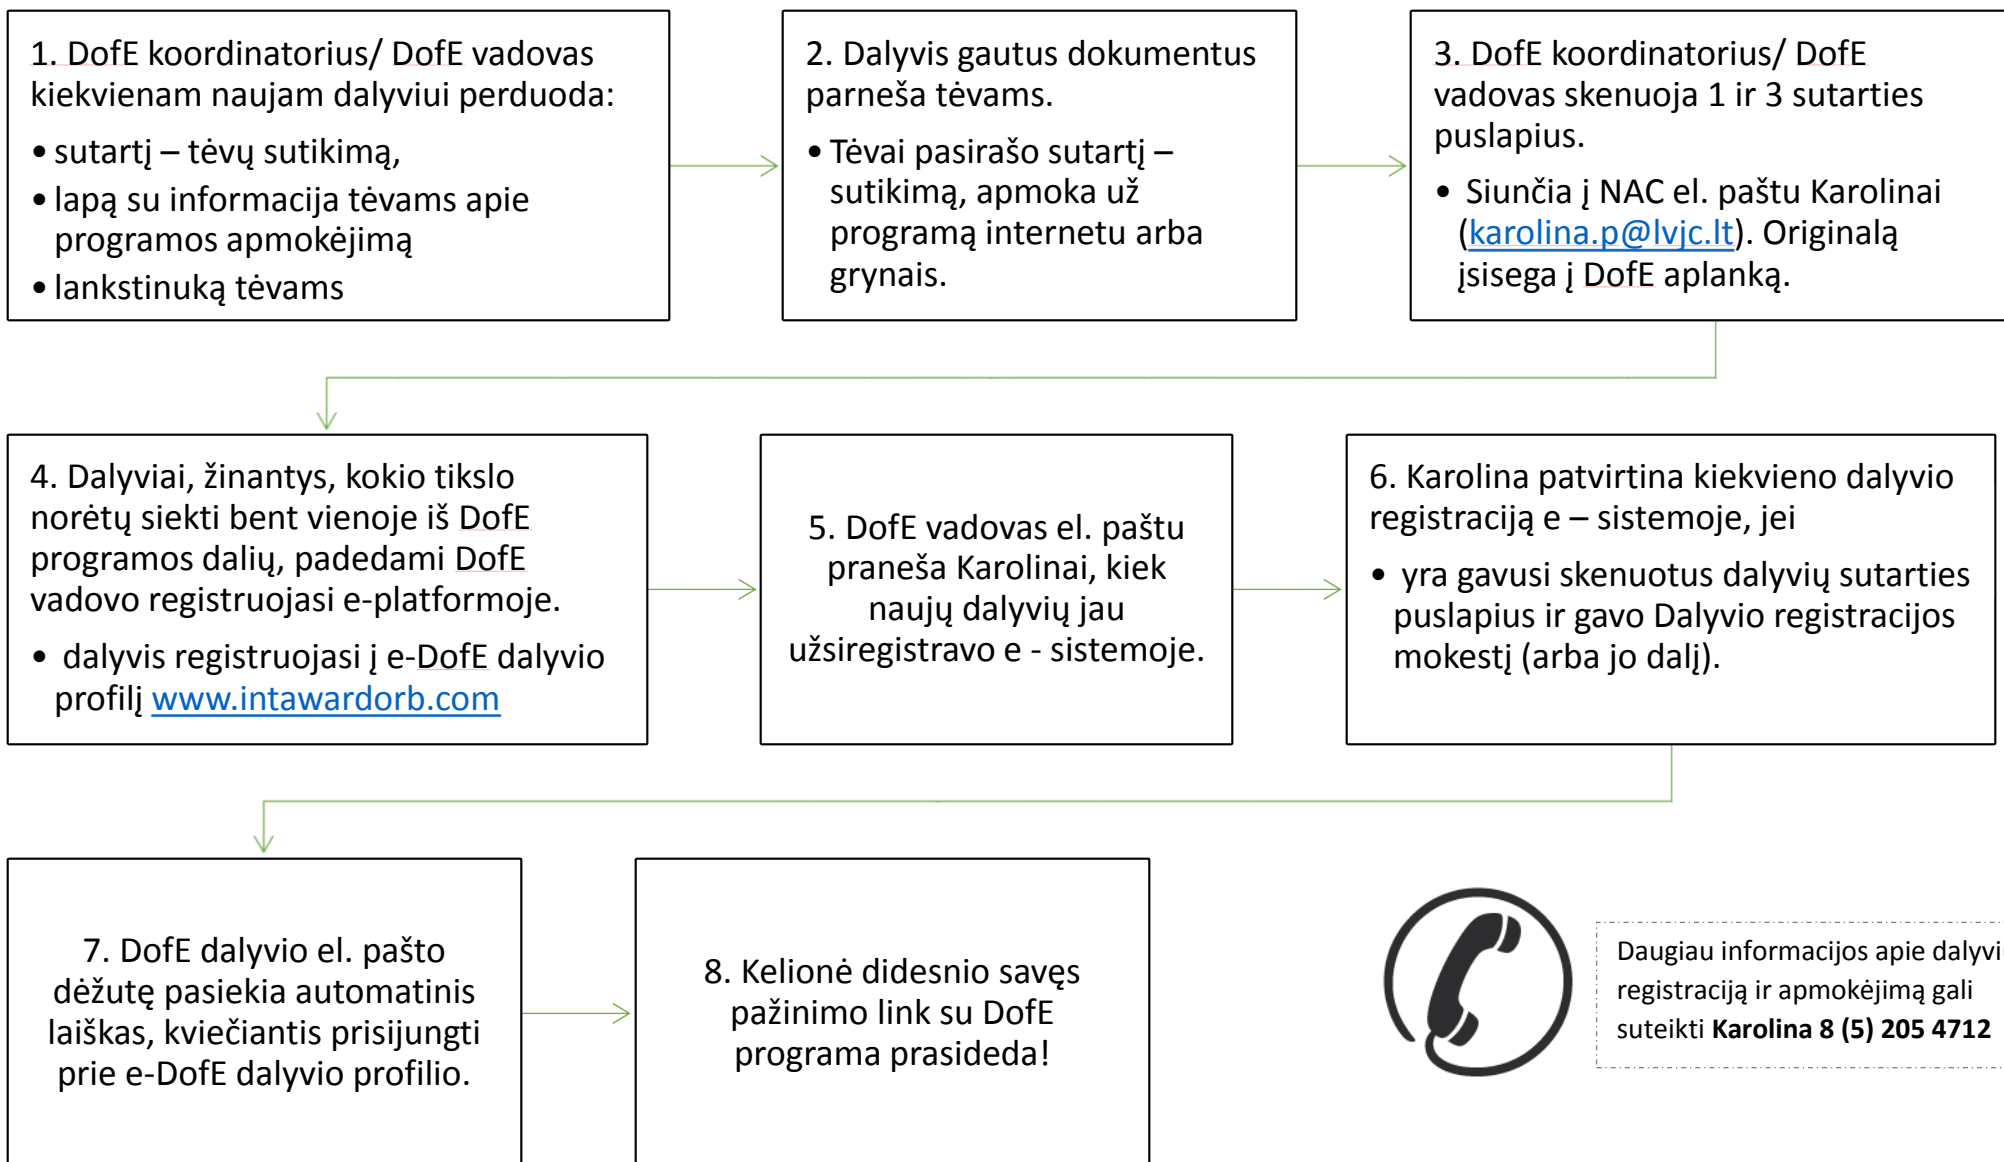 1. DofE koordinatorius/ DofE vadovas
kiekvienam naujam dalyviui perduoda:
• sutartį – tėvų sutikimą,
• lapą su informacija tėvams apie
programos apmokėjimą
• lankstinuką tėvams
2. Dalyvis gautus dokumentus
parneša tėvams.
• Tėvai pasirašo sutartį –
sutikimą, apmoka už
programą internetu arba
grynais.
3. DofE koordinatorius/ DofE
vadovas skenuoja 1 ir 3 sutarties
puslapius.
• Siunčia į NAC el. paštu Karolinai
(karolina.p@lvjc.lt). Originalą
įsisega į DofE aplanką.
4. Dalyviai, žinantys, kokio tikslo
norėtų siekti bent vienoje iš DofE
programos dalių, padedami DofE
vadovo registruojasi e-platformoje.
• dalyvis registruojasi į e-DofE dalyvio
profilį www.intawardorb.com
5. DofE vadovas el. paštu
praneša Karolinai, kiek
naujų dalyvių jau
užsiregistravo e - sistemoje.
6. Karolina patvirtina kiekvieno dalyvio
registraciją e – sistemoje, jei
• yra gavusi skenuotus dalyvių sutarties
puslapius ir gavo Dalyvio registracijos
mokestį (arba jo dalį).
7. DofE dalyvio el. pašto
dėžutę pasiekia automatinis
laiškas, kviečiantis prisijungti
prie e-DofE dalyvio profilio.
8. Kelionė didesnio savęs
pažinimo link su DofE
programa prasideda!
Daugiau informacijos apie
registraciją ir apmokėjimą gali
suteikti Karolina 8 (5) 205 4712